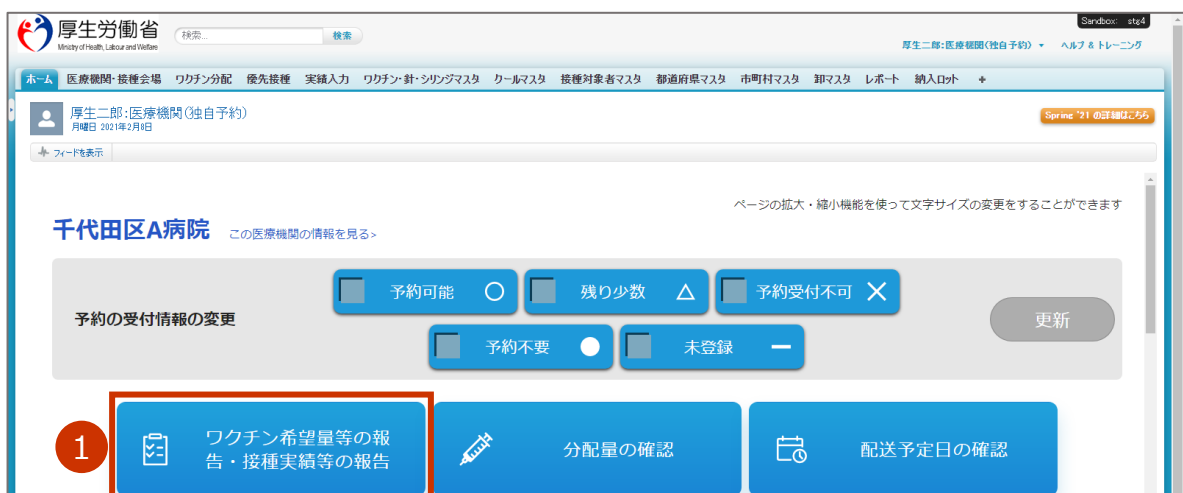 Sandbox: stg4
厚生労働省
Ministry of Health, Labour and Welfare
検索...
検索
厚生二郎:医療機関(独自予約) ヘルプ & トレーニング
ホーム 医療機関・接種会場 ワクチン分配 優先接種 実績入力 ワクチン・針・シリンジマスタ クールマスタ 接種対象者マスタ 都道府県マスタ 市町村マスタ 卸マスタ レポート 納入ロット +
厚生二郎:医療機関(独自予約)
月曜日 2021年2月8日
Spring '21 の詳細はこちら
フィードを表示
ページの拡大・縮小機能を使って文字サイズの変更をすることができます
千代田区A病院 この医療機関の情報を見る>
予約の受付情報の変更
予約可能 ○
残り少数 △
予約受付不可 ×
予約不要 ●
未登録 ー
更新
1
ワクチン希望量等の報
告・接種実績等の報告
分配量の確認
配送予定日の確認